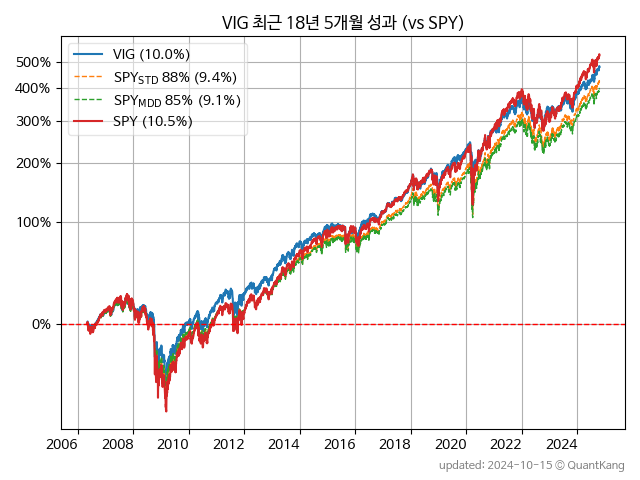 VIG 최근 18년 5개월 성과 (vs SPY)
VIG (10.0%)
SPY_STD 88% (9.4%)
SPY_MDD 85% (9.1%)
SPY (10.5%)
500%
400%
300%
200%
100%
0%
2006 2008 2010 2012 2014 2016 2018 2020 2022 2024
updated: 2024-10-15 © QuantKang